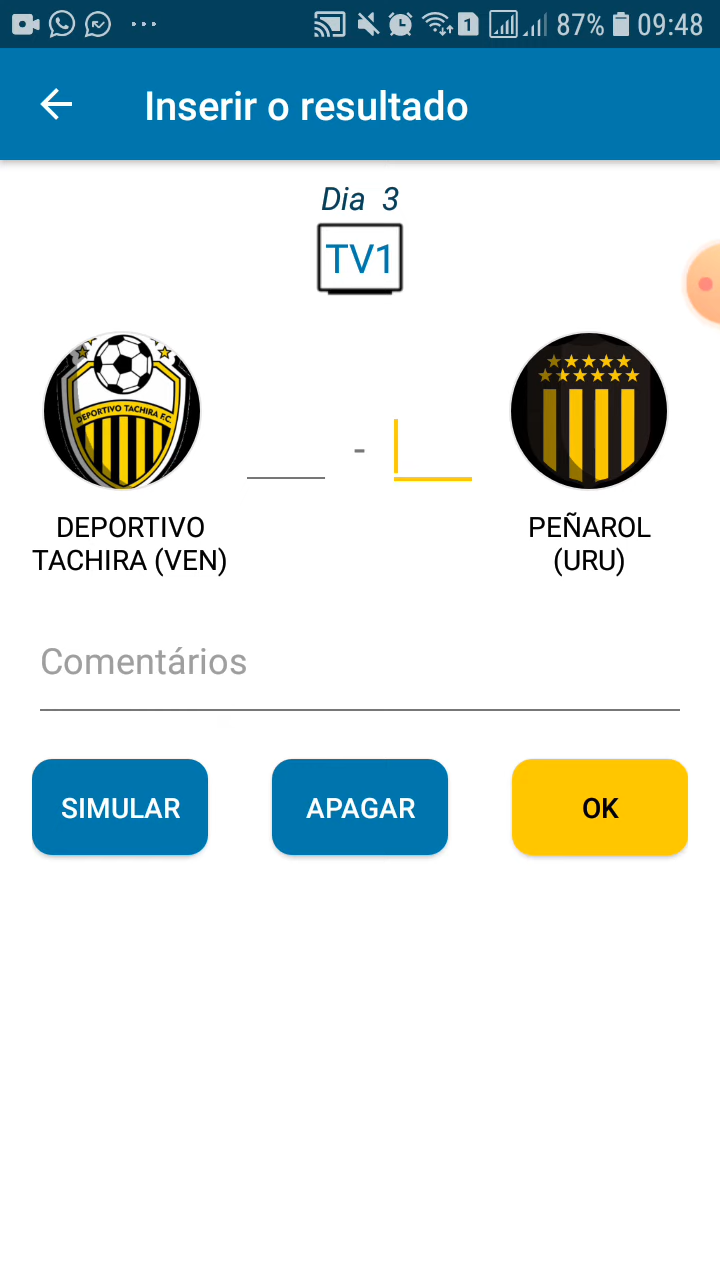 87% 09:48
1
Inserir o resultado
Dia 3
TV1
DEPORTIVO TACHIRA F.C.
-
DEPORTIVO
TACHIRA (VEN)
PEÑAROL
(URU)
Comentários
SIMULAR
APAGAR
OK